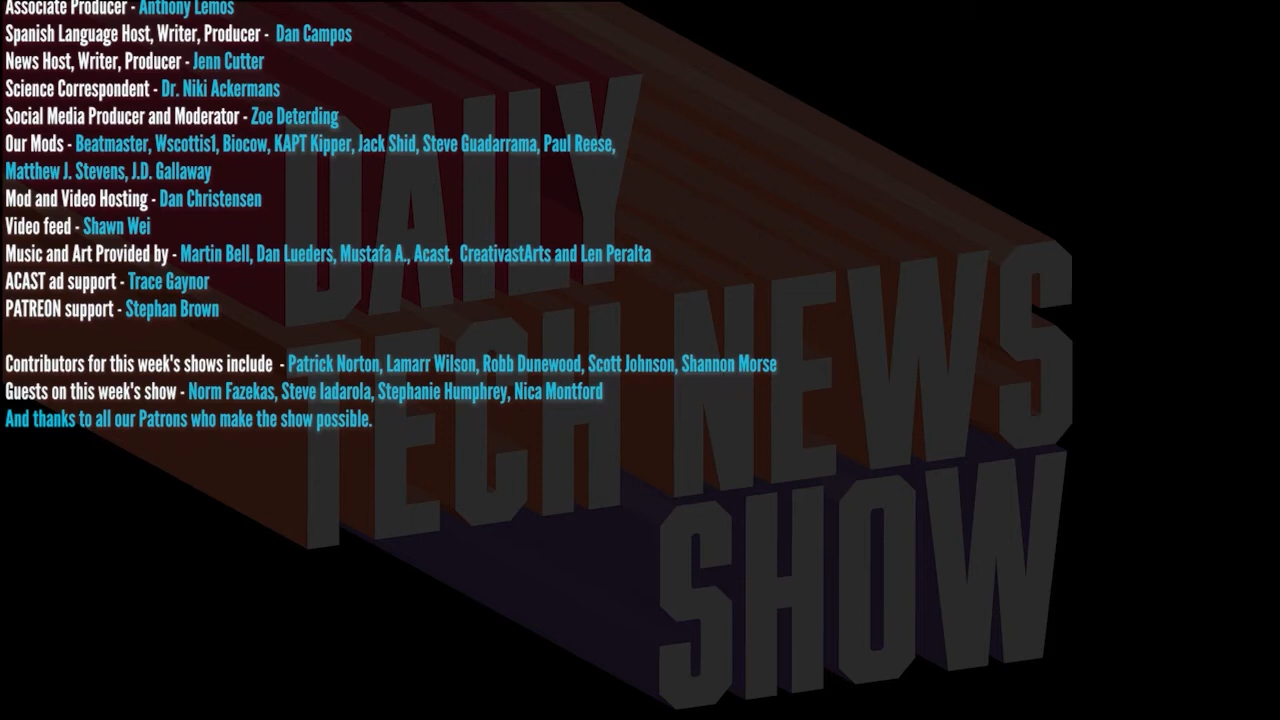 Associate Producer - Anthony Lemos
Spanish Language Host, Writer, Producer - Dan Campos
News Host, Writer, Producer - Jenn Cutter
Science Correspondent - Dr. Niki Ackermans
Social Media Producer and Moderator - Zoe Deterding
Our Mods - Beatmaster, Wscottis1, Biocow, KAPT Kipper, Jack Shid, Steve Guadarrama, Paul Reese,
Matthew J. Stevens, J.D. Gallaway
Mod and Video Hosting - Dan Christensen
Video feed - Shawn Wei
Music and Art Provided by - Martin Bell, Dan Lueders, Mustafa A., Acast, CreativastArts and Len Peralta
ACAST ad support - Trace Gaynor
PATREON support - Stephan Brown
Contributors for this week's shows include - Patrick Norton, Lamarr Wilson, Robb Dunewood, Scott Johnson, Shannon Morse
Guests on this week's show - Norm Fazekas, Steve Iadarola, Stephanie Humphrey, Nica Montford
And thanks to all our Patrons who make the show possible.
DAILY
TECH NEWS
SHOW